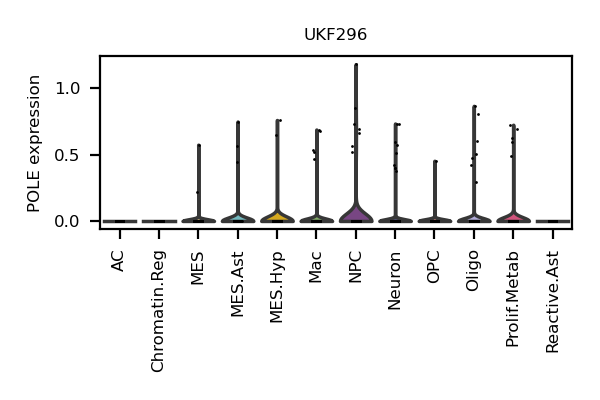 UKF296
POLE expression
1.0
0.5
0.0
AC
Chromatin.Reg
MES
MES.Ast
MES.Hyp
Mac
NPC
Neuron
OPC
Oligo
Prolif.Metab
Reactive.Ast